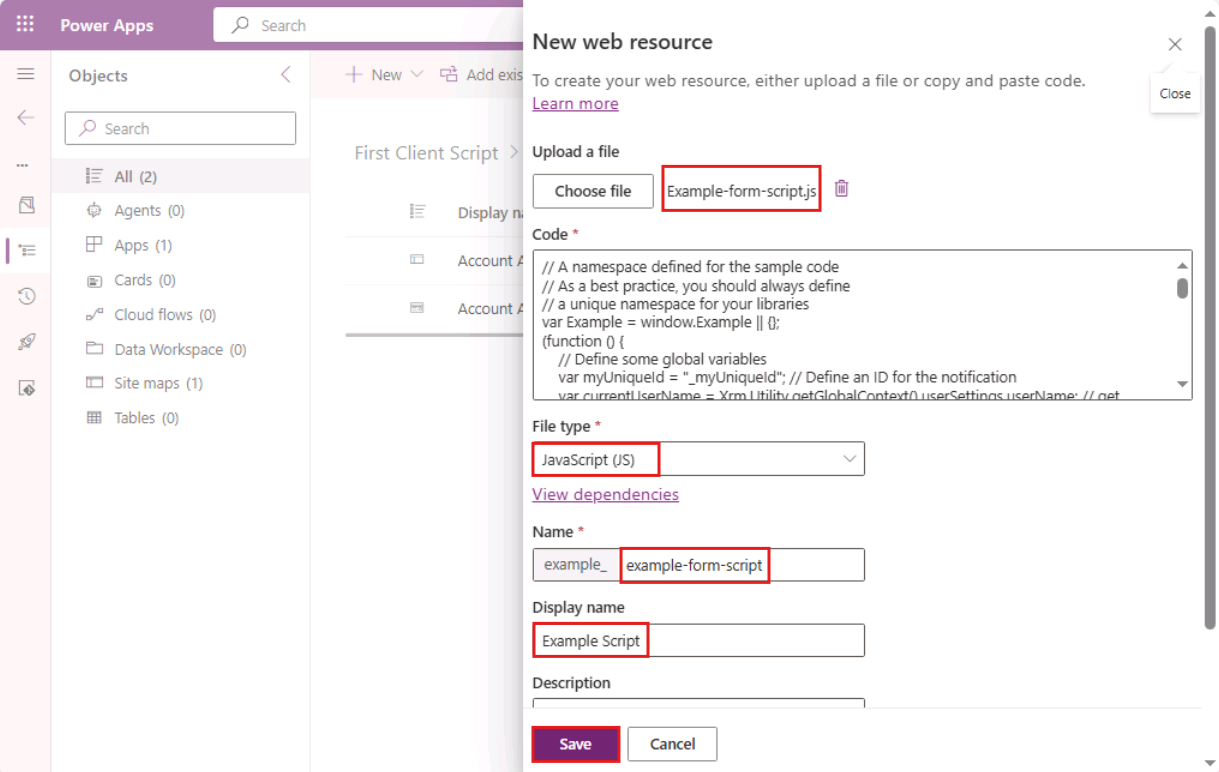 Power Apps
Search
Objects
Search
All (2)
Agents (0)
Apps (1)
Cards (0)
Cloud flows (0)
Data Workspace (0)
Site maps (1)
Tables (0)
New
Add exis
First Client Script >
Display na
Account A
Account A
New web resource
Close
To create your web resource, either upload a file or copy and paste code.
Learn more
Upload a file
Choose file
Example-form-script.js
Code *
// A namespace defined for the sample code
// As a best practice, you should always define
// a unique namespace for your libraries
var Example = window.Example || {};
(function () {
// Define some global variables
var myUniqueId = "_myUniqueId"; // Define an ID for the notification
var currentUserName = Xrm.Utility.getGlobalContext().userSettings.userName; // get
File type *
JavaScript (JS)
View dependencies
Name *
example_
example-form-script
Display name
Example Script
Description
Save
Cancel